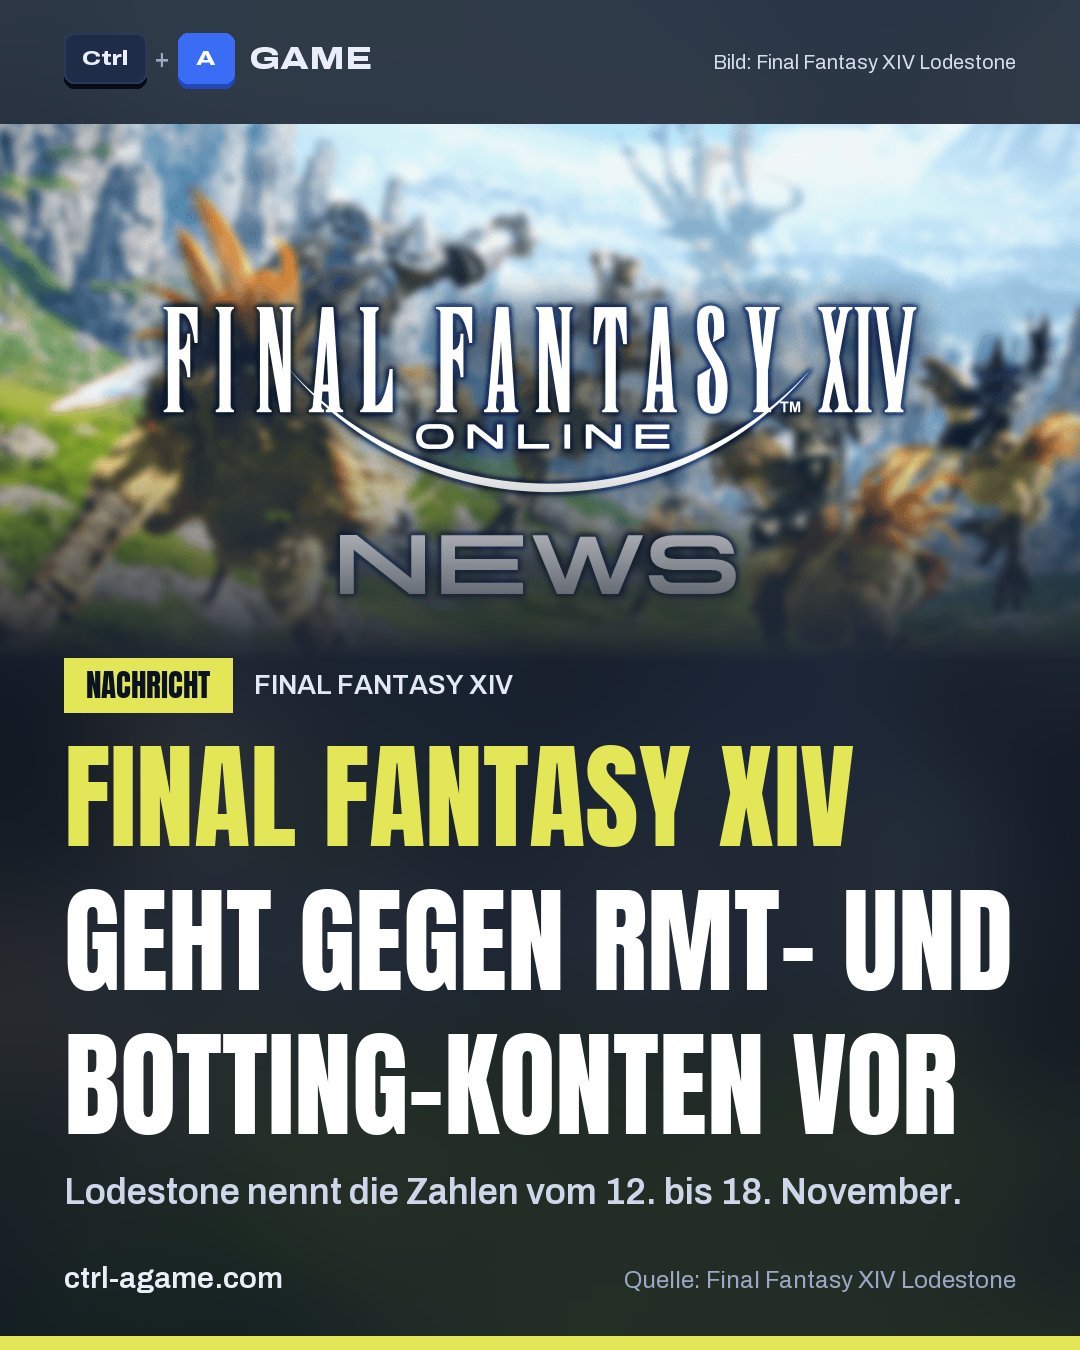 Ctrl + A GAME
Bild: Final Fantasy XIV Lodestone
FINAL FANTASY XIV
™
ONLINE
NEWS
NACHRICHT FINAL FANTASY XIV
FINAL FANTASY XIV
GEHT GEGEN RMT- UND
BOTTING-KONTEN VOR
Lodestone nennt die Zahlen vom 12. bis 18. November.
ctrl-agame.com
Quelle: Final Fantasy XIV Lodestone